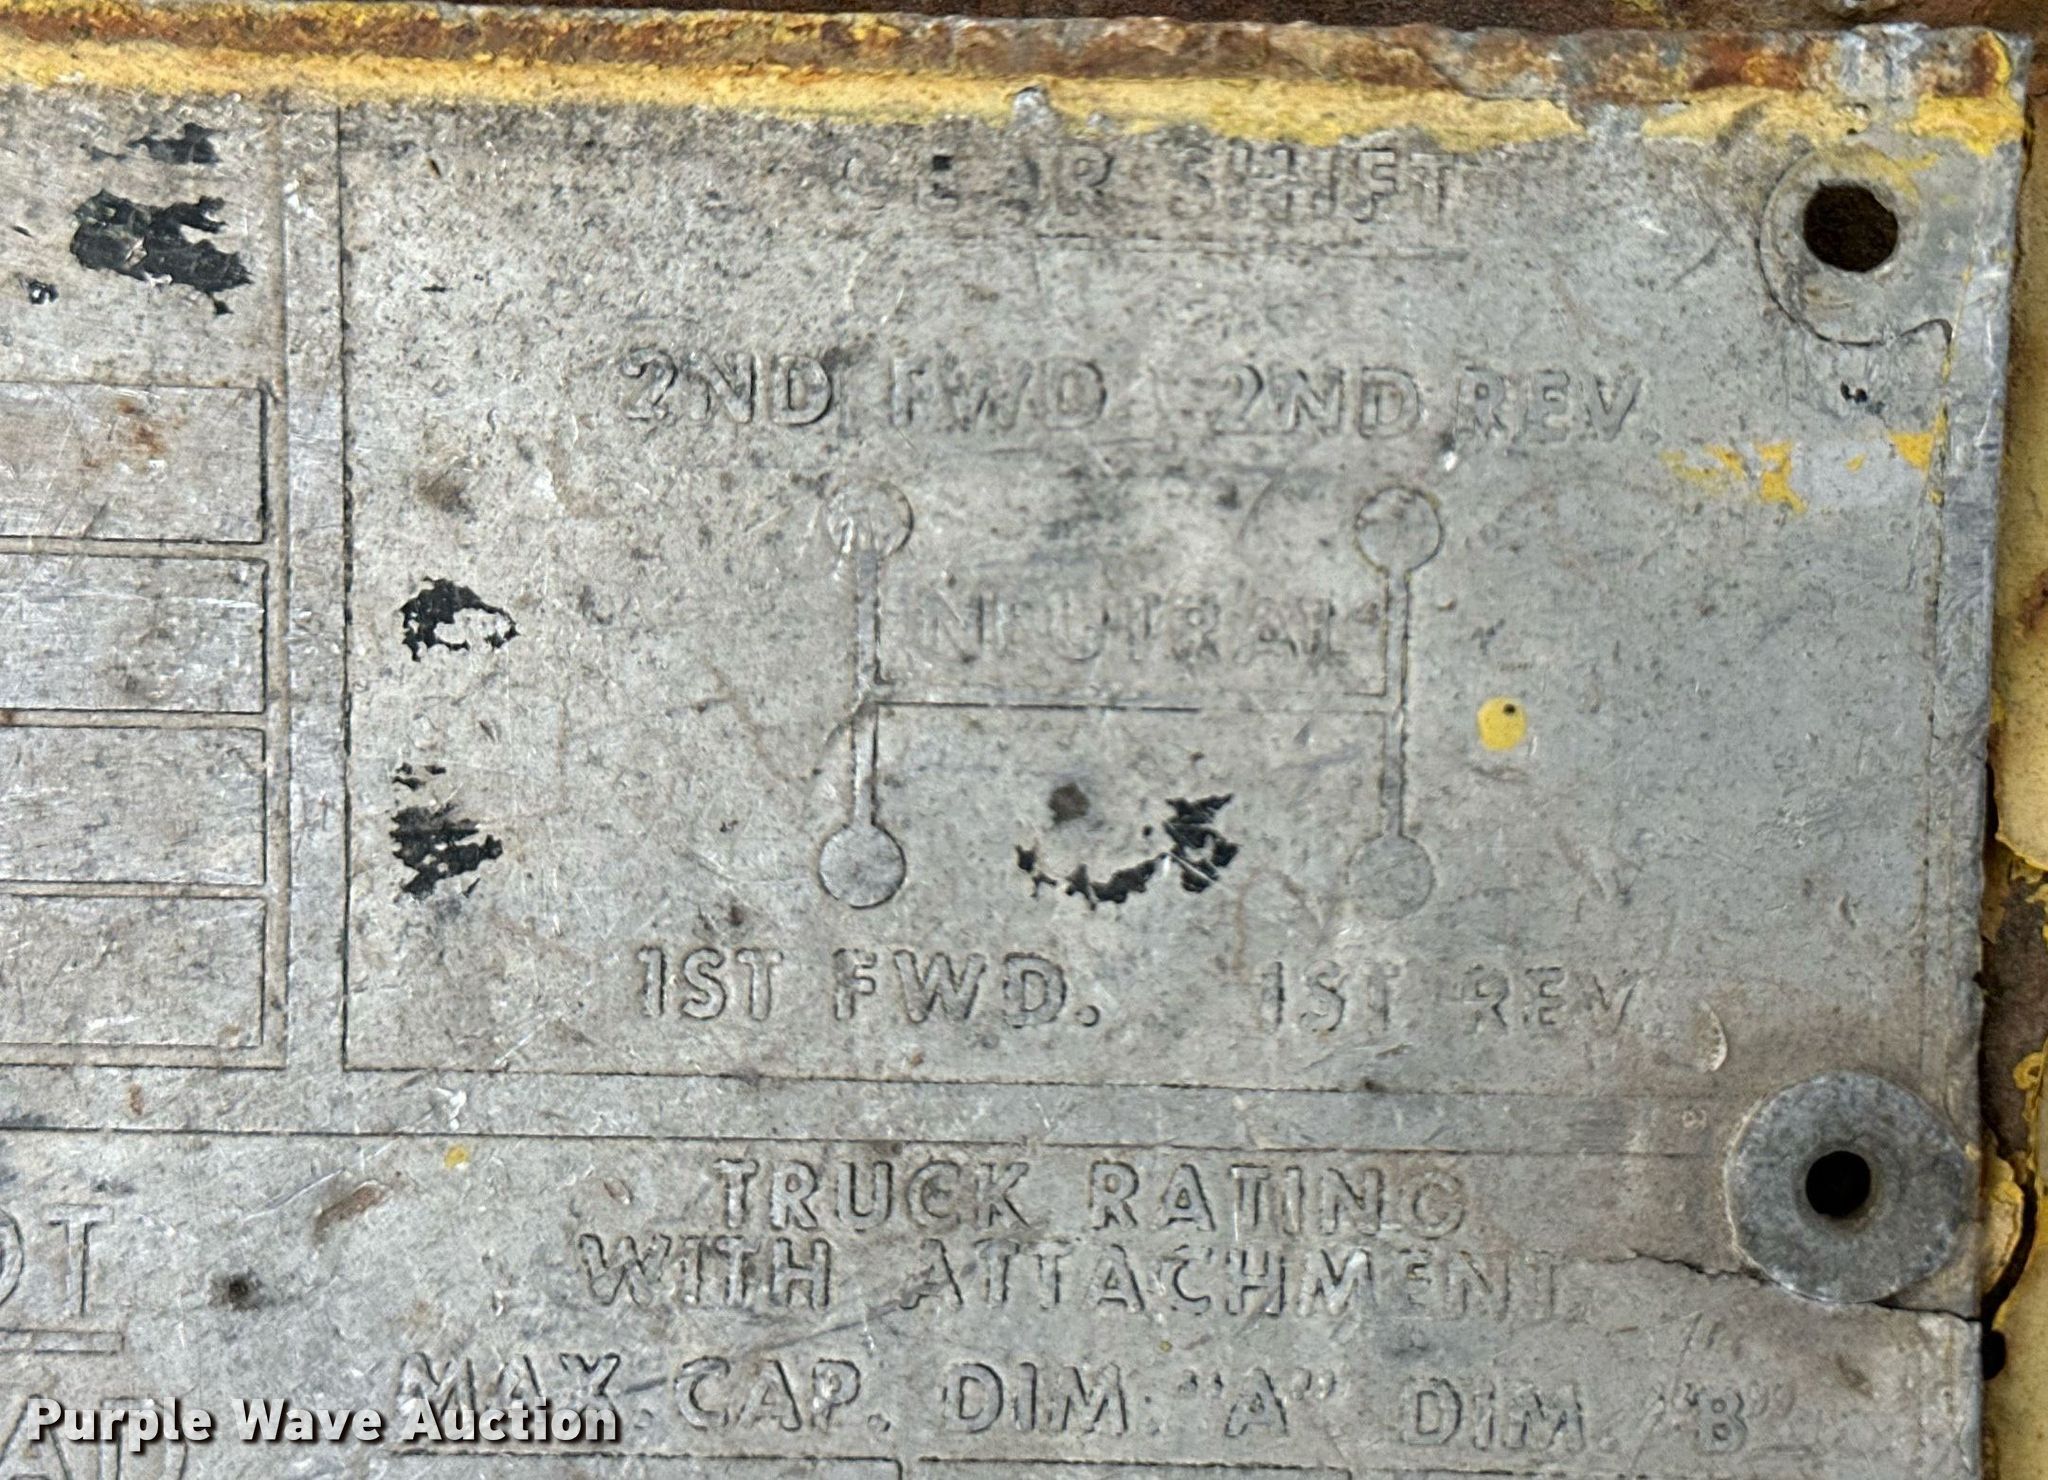 GEAR SHIFT
2ND FWD. 2ND REV.
NEUTRAL
1ST FWD. 1ST REV
TRUCK RATING
WITH ATTACHMENT
MAX. CAP. DIM. "A" DIM. "B"
Purple Wave Auction